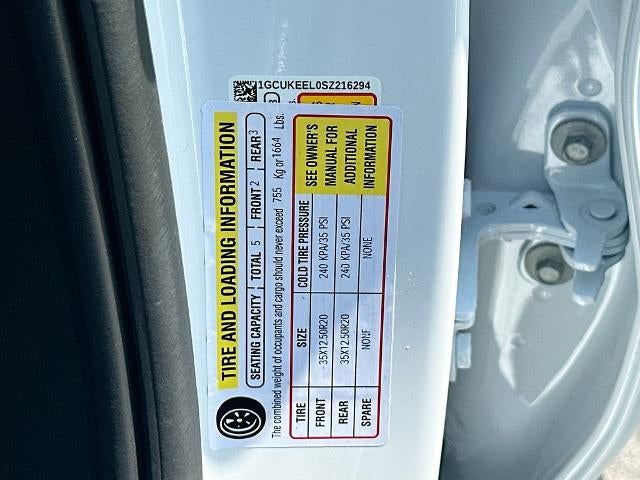 1GCUKEEL0SZ216294
TIRE AND LOADING INFORMATION
SEATING CAPACITY TOTAL 5 FRONT 2 REAR 3
The combined weight of occupants and cargo should never exceed 755 Kg or 1664 Lbs.
TIRE SIZE COLD TIRE PRESSURE SEE OWNER'S MANUAL FOR ADDITIONAL INFORMATION
FRONT 35X12.50R20 240 KPA/35 PSI
REAR 35X12.50R20 240 KPA/35 PSI
SPARE NONE NONE